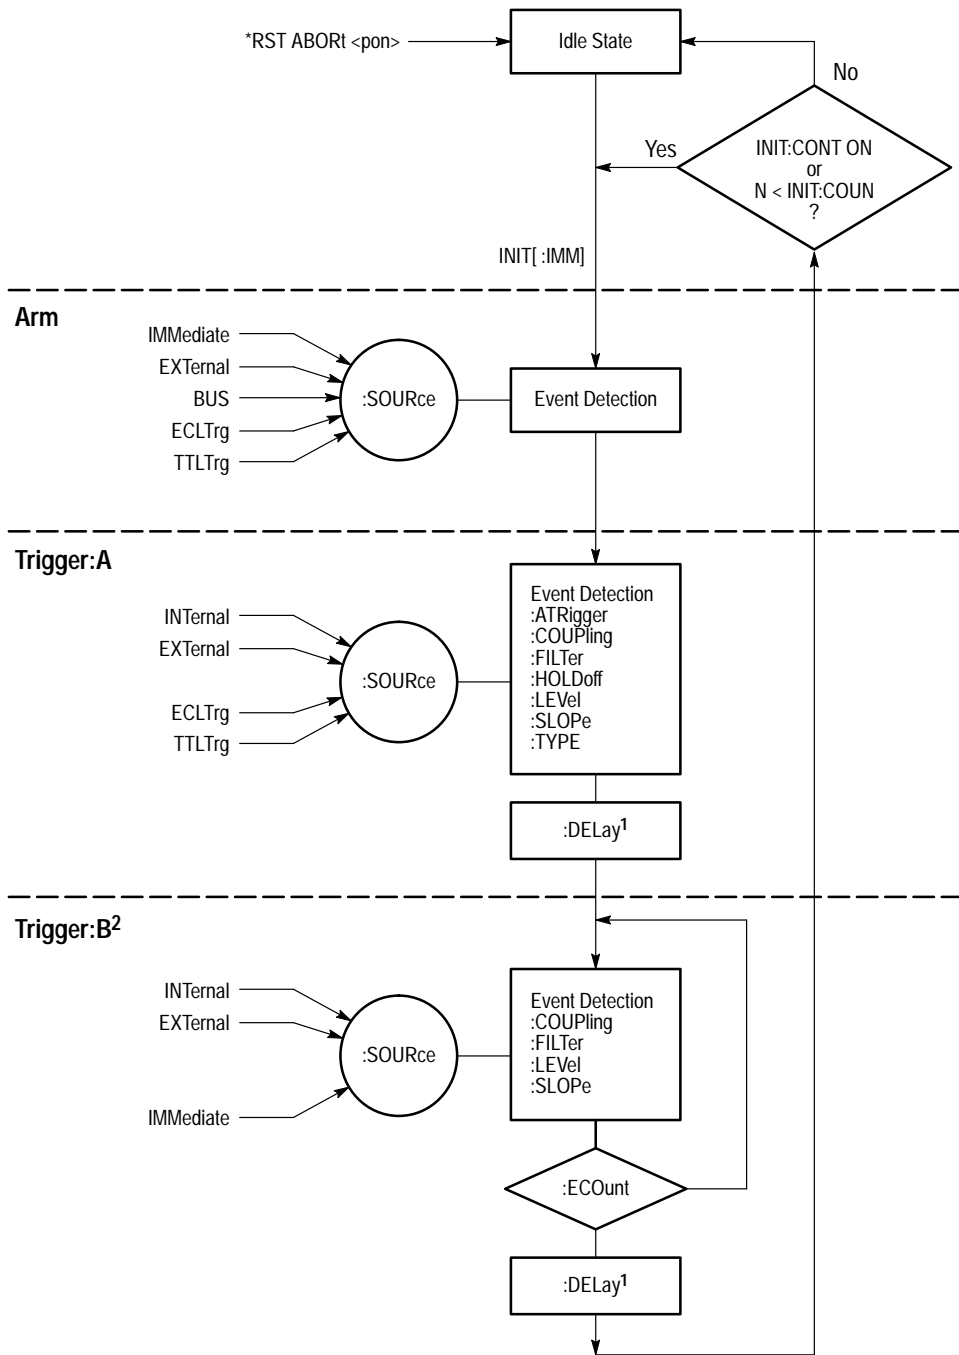 *RST ABORt <pon>
Idle State
No
Yes
INIT:CONT ON
or
N < INIT:COUN
?
INIT[ :IMM]
Arm
IMMediate
EXTernal
BUS
ECLTrg
TTLTrg
:SOURce
Event Detection
Trigger:A
INTernal
EXTernal
ECLTrg
TTLTrg
:SOURce
Event Detection
:ATRigger
:COUPling
:FILTer
:HOLDoff
:LEVel
:SLOPe
:TYPE
:DELay1
Trigger:B2
INTernal
EXTernal
IMMediate
:SOURce
Event Detection
:COUPling
:FILTer
:LEVel
:SLOPe
:ECOunt
:DELay1